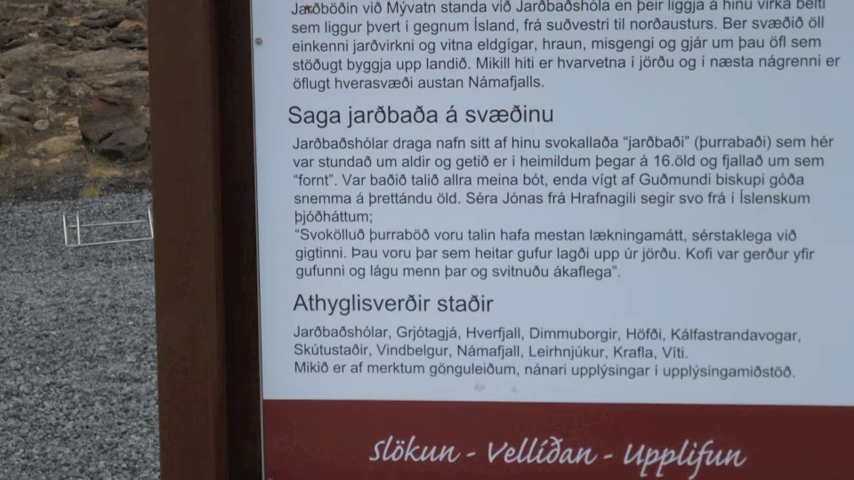 Jarðböðin við Mývatn standa við Jarðbaðshóla en þeir liggja á hinu virka belti
sem liggur þvert í gegnum Ísland, frá suðvestri til norðausturs. Ber svæðið öll
einkenni jarðvirkni og vitna eldgígar, hraun, misgengi og gjár um þau öfl sem
stöðugt byggja upp landið. Mikill hiti er hvarvetna í jörðu og í næsta nágrenni er
öflugt hverasvæði austan Námafjalls.
Saga jarðbaða á svæðinu
Jarðbaðshólar draga nafn sitt af hinu svokallaða “jarðbaði” (þurrabaði) sem hér
var stundað um aldir og getið er í heimildum þegar á 16.öld og fjallað um sem
“fornt”. Var baðið talið allra meina bót, enda vígt af Guðmundi biskupi góða
snemma á þrettándu öld. Séra Jónas frá Hrafnagili segir svo frá í Íslenskum
þjóðháttum;
“Svokölluð þurraböð voru talin hafa mestan lækningamátt, sérstaklega við
gigtinni. Þau voru þar sem heitar gufur lagði upp úr jörðu. Kofi var gerður yfir
gufunni og lágu menn þar og svitnuðu ákaflega”.
Athyglisverðir staðir
Jarðbaðshólar, Grjótagjá, Hverfjall, Dimmuborgir, Höfði, Kálfastrandavogar,
Skútustaðir, Vindbelgur, Námafjall, Leirhnjúkur, Krafla, Víti.
Mikið er af merktum gönguleiðum, nánari upplýsingar í upplýsingamiðstöð.
Slökun - Vellíðan - Upplifun